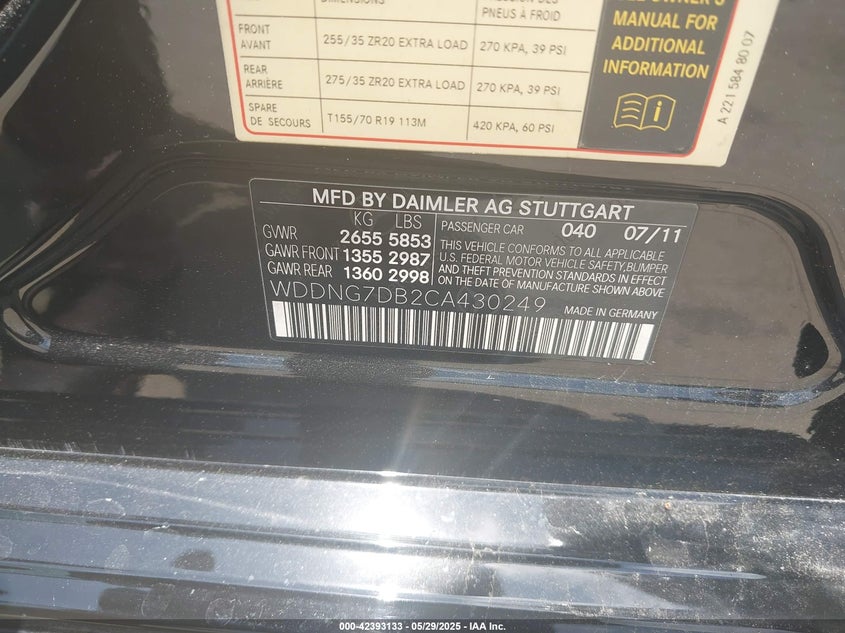 DIMENSIONS
PNEUS À FROID
FRONT
AVANT
255/35 ZR20 EXTRA LOAD
270 KPA, 39 PSI
REAR
ARRIÈRE
275/35 ZR20 EXTRA LOAD
270 KPA, 39 PSI
SPARE
DE SECOURS
T155/70 R19 113M
420 KPA, 60 PSI
OWNER'S
MANUAL FOR
ADDITIONAL
INFORMATION
A 221 584 80 07
MFD BY DAIMLER AG STUTTGART
KG LBS
GVWR 2655 5853
GAWR FRONT 1355 2987
GAWR REAR 1360 2998
PASSENGER CAR 040 07/11
THIS VEHICLE CONFORMS TO ALL APPLICABLE
U.S. FEDERAL MOTOR VEHICLE SAFETY, BUMPER
AND THEFT PREVENTION STANDARDS IN EFFECT
ON THE DATE OF MANUFACTURE SHOWN ABOVE
WDDNG7DB2CA430249
MADE IN GERMANY
000-42393133 - 05/29/2025 - IAA Inc.